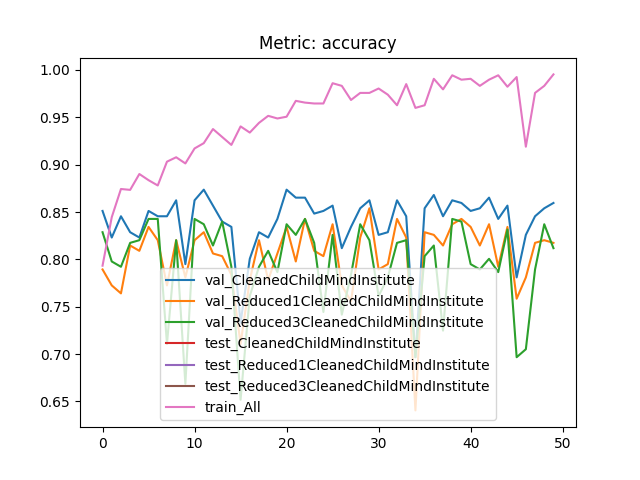 Metric: accuracy
1.00
0.95
0.90
0.85
0.80
0.75
0.70
0.65
val_CleanedChildMindInstitute
val_Reduced1CleanedChildMindInstitute
val_Reduced3CleanedChildMindInstitute
test_CleanedChildMindInstitute
test_Reduced1CleanedChildMindInstitute
test_Reduced3CleanedChildMindInstitute
train_All
0 10 20 30 40 50